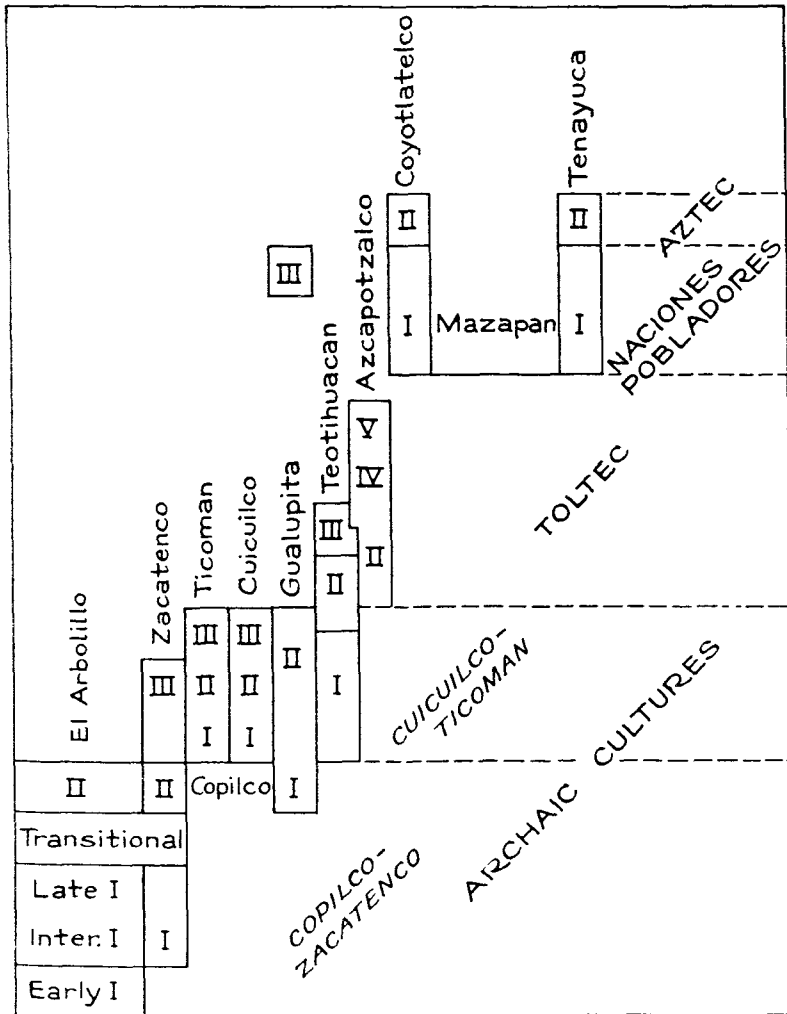 Coyotlatelco
Tenayuca
II
II
AZTEC
Azcapotzalco
III
I
Mazapan
I
NACIONES
POBLADORES
Teotihuacan
V
IV
II
TOLTEC
Gualupita
III
II
I
Zacatenco
Ticoman
Cuicuilco
El Arbolillo
III
III
III
II
II
II
I
I
CUICUILCO-
TICOMAN
ARCHAIC CULTURES
II
II
Copilco
I
Transitional
Late I
Inter. I
I
Early I
COPILCO-
ZACATENCO